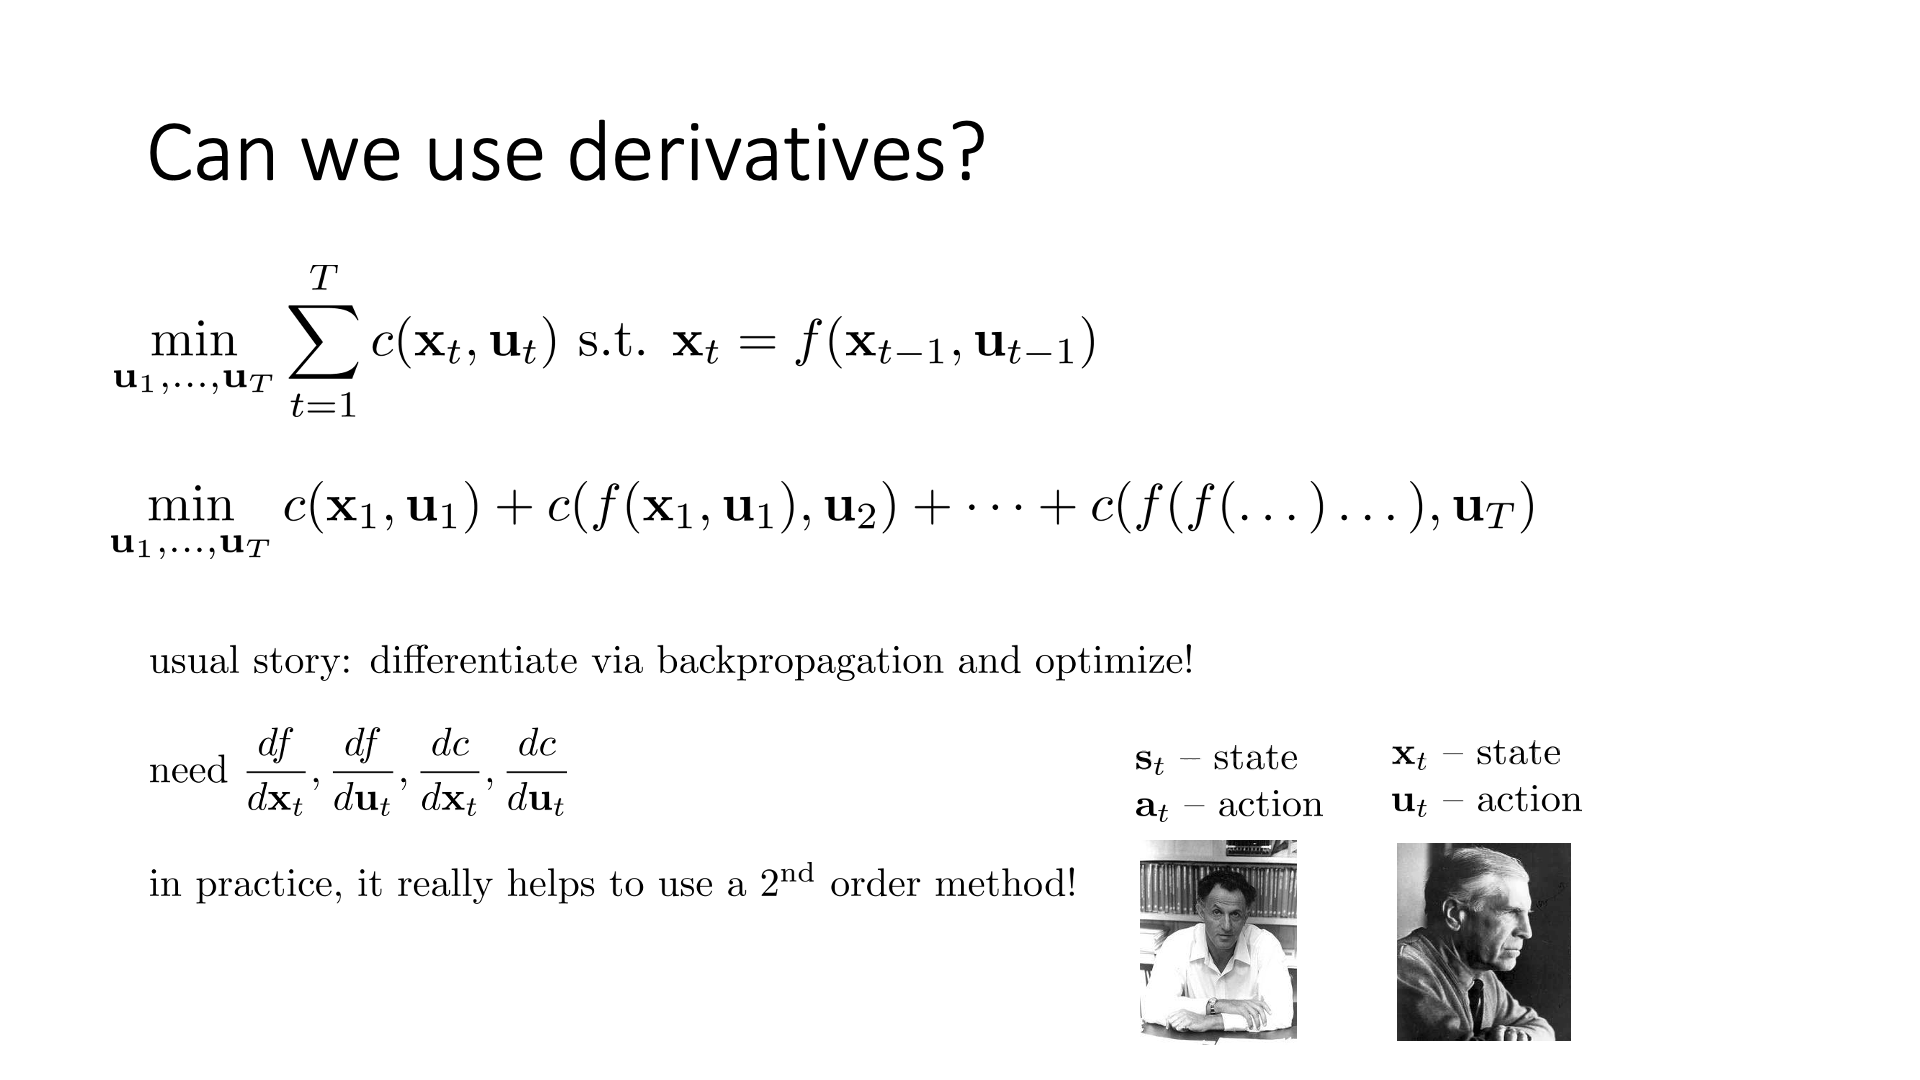 Can we use derivatives?
$\min_{\mathbf{u}_1,\ldots,\mathbf{u}_T} \sum_{t=1}^{T} c(\mathbf{x}_t, \mathbf{u}_t)$ s.t. $\mathbf{x}_t = f(\mathbf{x}_{t-1}, \mathbf{u}_{t-1})$
$\min_{\mathbf{u}_1,\ldots,\mathbf{u}_T} c(\mathbf{x}_1, \mathbf{u}_1) + c(f(\mathbf{x}_1, \mathbf{u}_1), \mathbf{u}_2) + \cdots + c(f(f(\ldots)\ldots), \mathbf{u}_T)$
usual story: differentiate via backpropagation and optimize!
need $\frac{df}{d\mathbf{x}_t}, \frac{df}{d\mathbf{u}_t}, \frac{dc}{d\mathbf{x}_t}, \frac{dc}{d\mathbf{u}_t}$
in practice, it really helps to use a $2^{\text{nd}}$ order method!
$\mathbf{s}_t$ – state
$\mathbf{a}_t$ – action
$\mathbf{x}_t$ – state
$\mathbf{u}_t$ – action